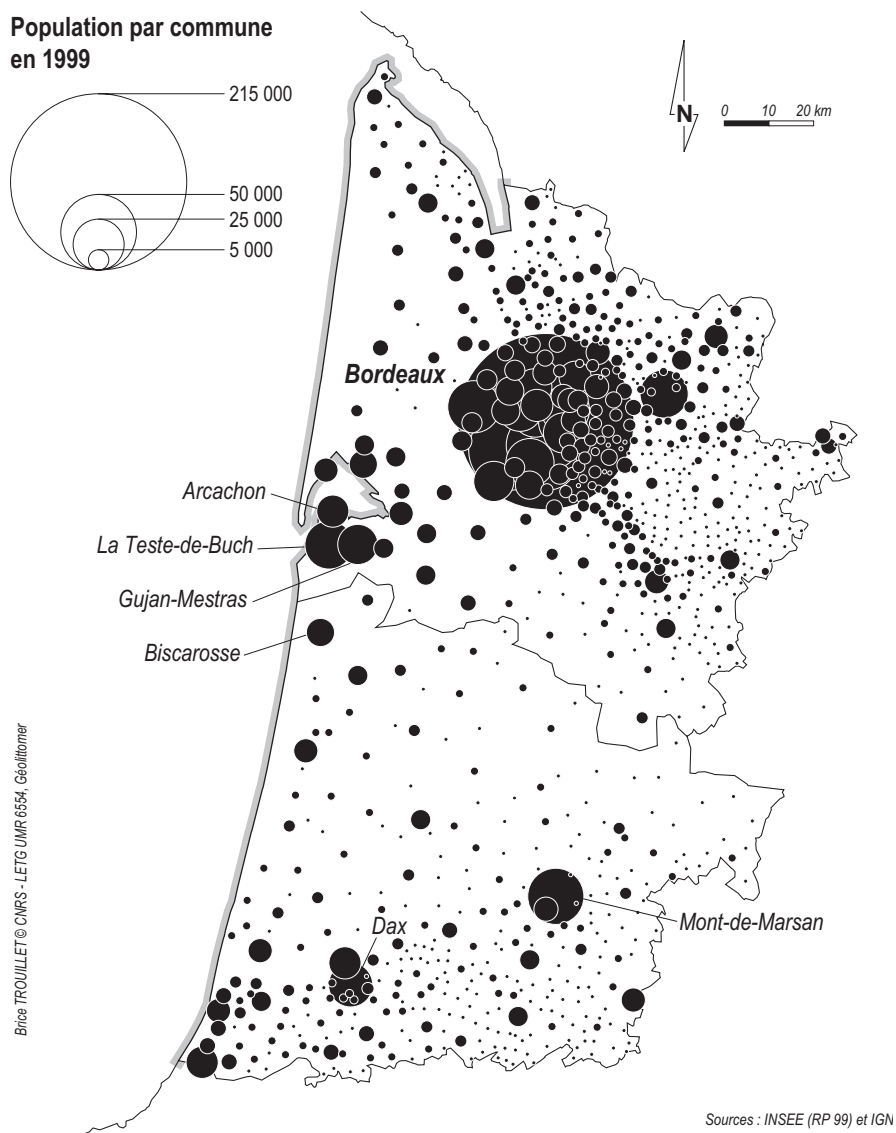 Population par commune
en 1999
215 000
50 000
25 000
5 000
N
0 10 20 km
Bordeaux
Arcachon
La Teste-de-Buch
Gujan-Mestras
Biscarosse
Dax
Mont-de-Marsan
Brice TROUILLET © CNRS - LETG UMR 6554, Géolittomer
Sources : INSEE (RP 99) et IGN